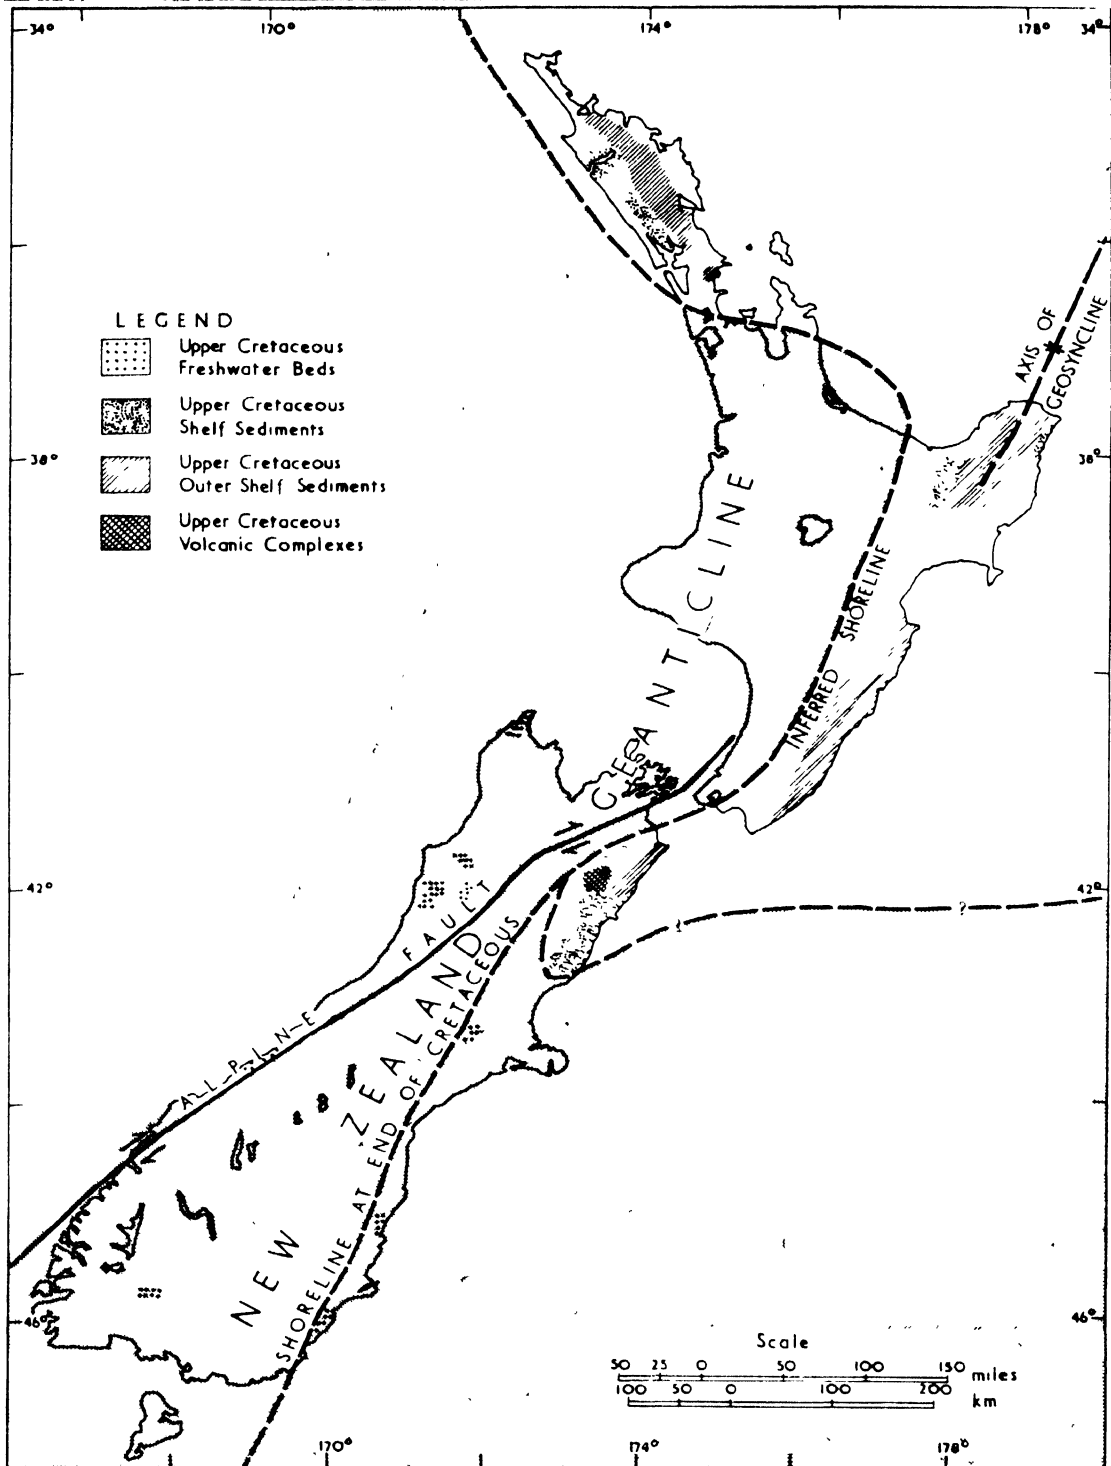 170° 174° 178° 34°
34°
LEGEND
Upper Cretaceous
Freshwater Beds
Upper Cretaceous
Shelf Sediments
Upper Cretaceous
Outer Shelf Sediments
Upper Cretaceous
Volcanic Complexes
AXIS OF
GEOSYNCLINE
38°
38°
INFERRED SHORELINE
NEW ZEALAND GEANTICLINE
42°
42°
?
ALPINE FAULT
SHORELINE AT END OF CRETACEOUS
46°
46°
Scale
50 25 0 50 100 150 miles
100 50 0 100 200 km
170° 174° 178°